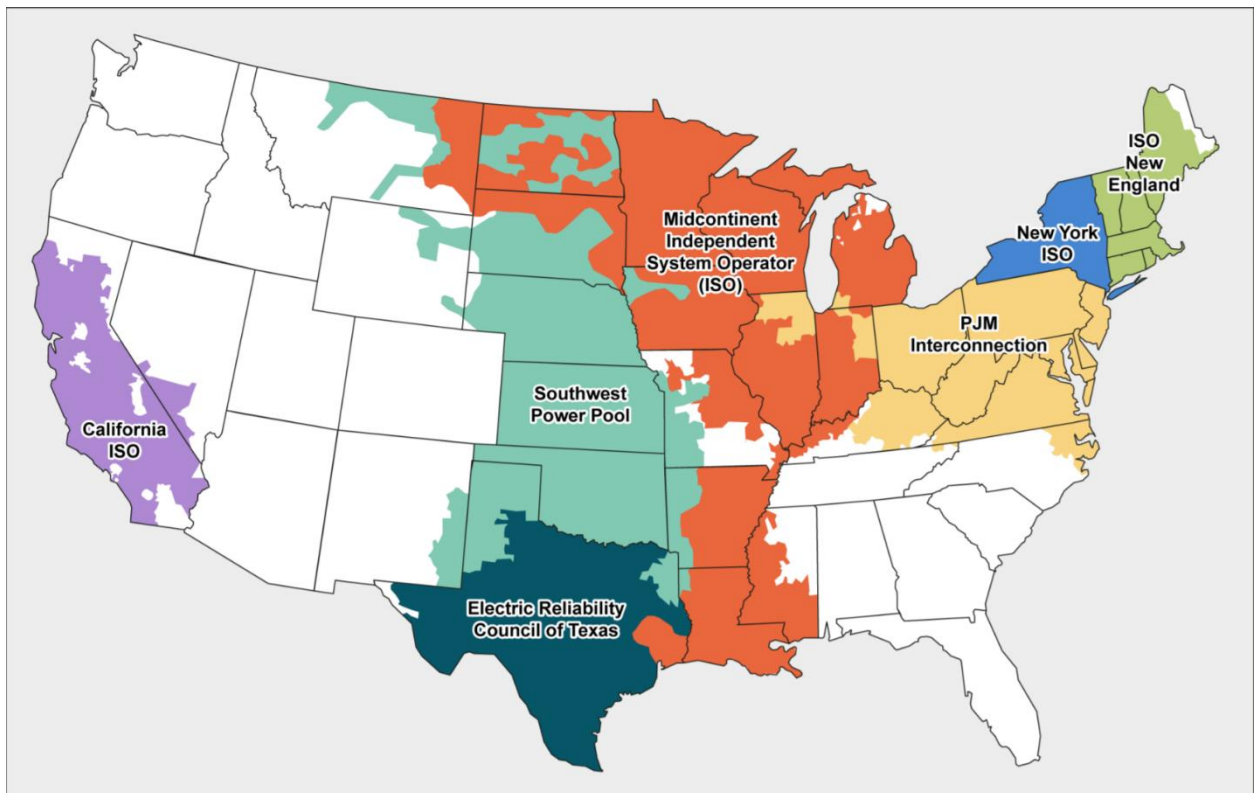 ISO
New
England
New York
ISO
Midcontinent
Independent
System Operator
(ISO)
PJM
Interconnection
Southwest
Power Pool
California
ISO
Electric Reliability
Council of Texas